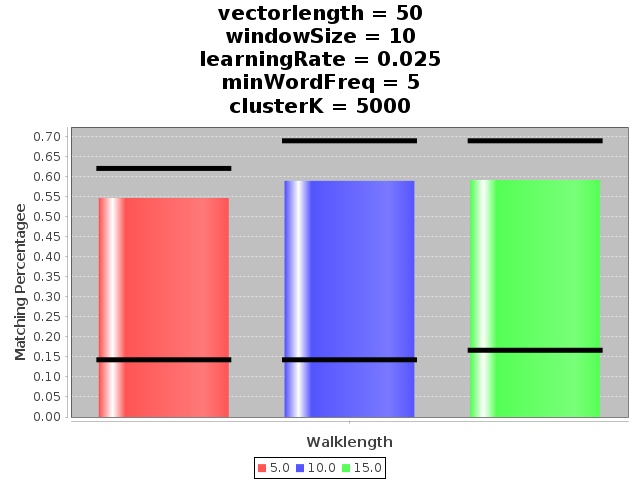 vectorlength = 50
windowSize = 10
learningRate = 0.025
minWordFreq = 5
clusterK = 5000
0.70
0.65
0.60
0.55
0.50
0.45
0.40
0.35
0.30
0.25
0.20
0.15
0.10
0.05
0.00
Matching Percentagee
Walklength
5.0 10.0 15.0